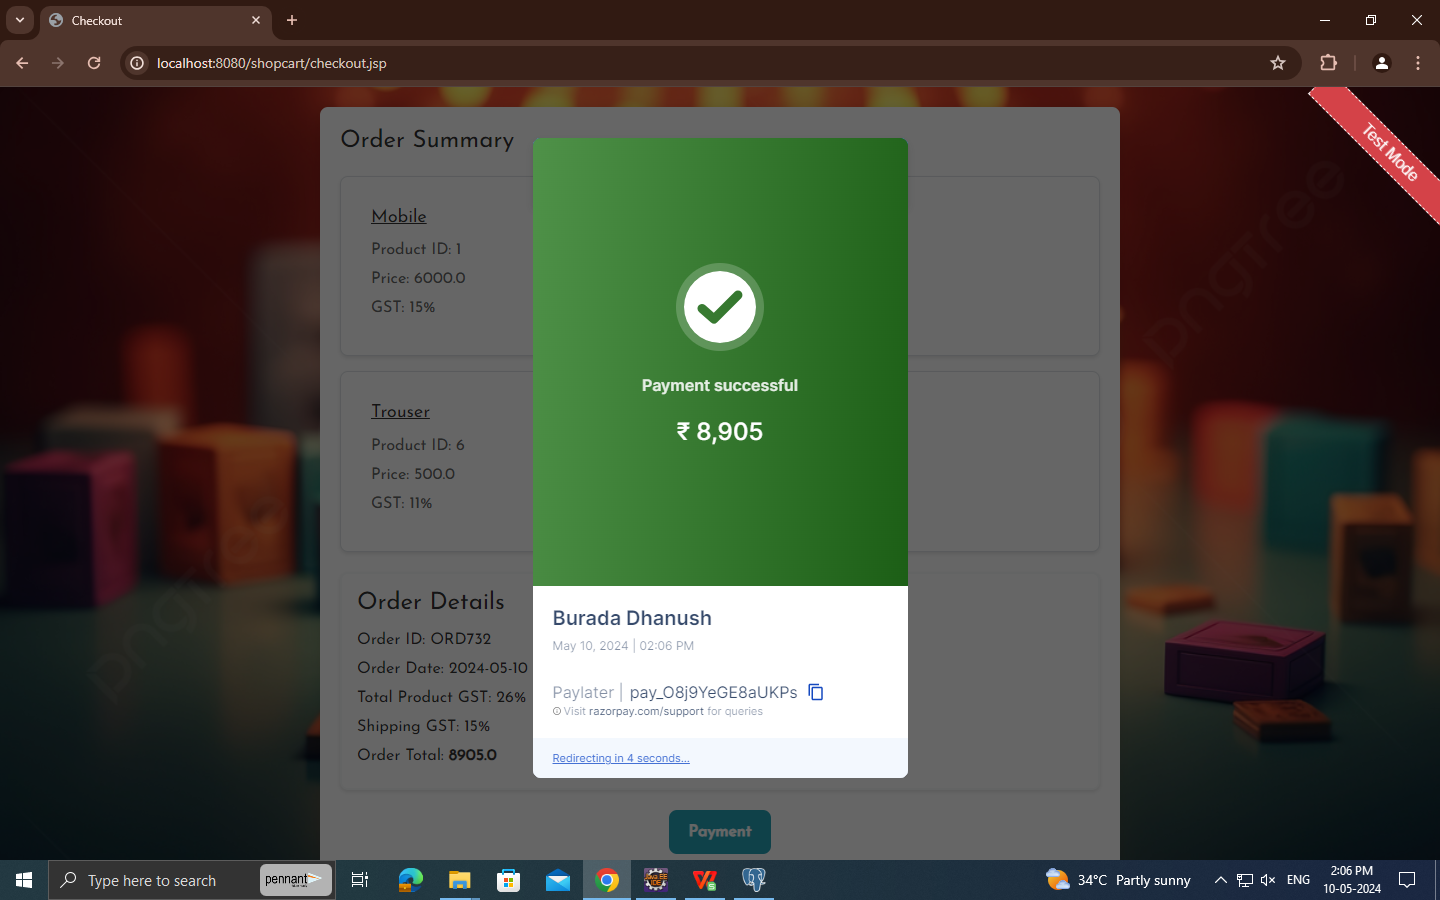 Checkout
localhost:8080/shopcart/checkout.jsp
Test Mode
Order Summary
Mobile
Product ID: 1
Price: 6000.0
GST: 15%
Trouser
Product ID: 6
Price: 500.0
GST: 11%
Order Details
Order ID: ORD732
Order Date: 2024-05-10
Total Product GST: 26%
Shipping GST: 15%
Order Total: 8905.0
Payment successful
₹ 8,905
Burada Dhanush
May 10, 2024 | 02:06 PM
Paylater | pay_O8j9YeGE8aUKPs
Visit razorpay.com/support for queries
Redirecting in 4 seconds...
Payment
pngtree
pngtree
Type here to search
pennant
34°C Partly sunny
ENG
2:06 PM
10-05-2024